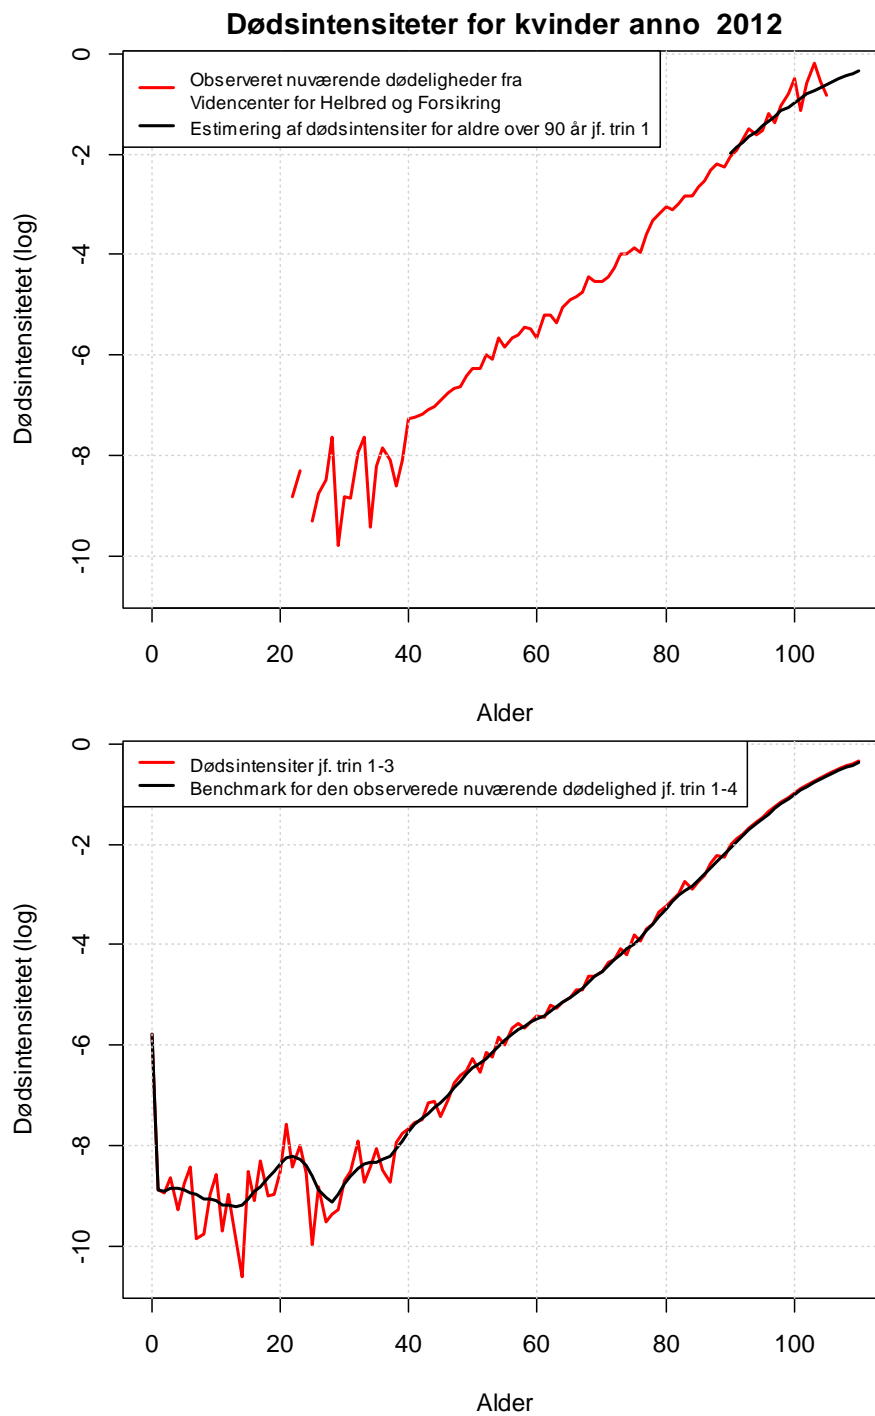 Dødsintensiteter for kvinder anno 2012
Observeret nuværende dødeligheder fra
Videncenter for Helbred og Forsikring
Estimering af dødsintensiter for aldre over 90 år jf. trin 1
Dødsintensitetet (log)
0
-2
-4
-6
-8
-10
0 20 40 60 80 100
Alder
Dødsintensiter jf. trin 1-3
Benchmark for den observerede nuværende dødelighed jf. trin 1-4
Dødsintensitetet (log)
0
-2
-4
-6
-8
-10
0 20 40 60 80 100
Alder